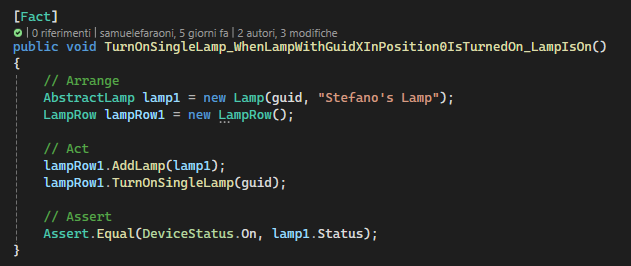 [Fact]
| 0 riferimenti | samuelefaraoni, 5 giorni fa | 2 autori, 3 modifiche
public void TurnOnSingleLamp_WhenLampWithGuidXInPosition0IsTurnedOn_LampIsOn()
{
    // Arrange
    AbstractLamp lamp1 = new Lamp(guid, "Stefano's Lamp");
    LampRow lampRow1 = new LampRow();

    // Act
    lampRow1.AddLamp(lamp1);
    lampRow1.TurnOnSingleLamp(guid);

    // Assert
    Assert.Equal(DeviceStatus.On, lamp1.Status);
}